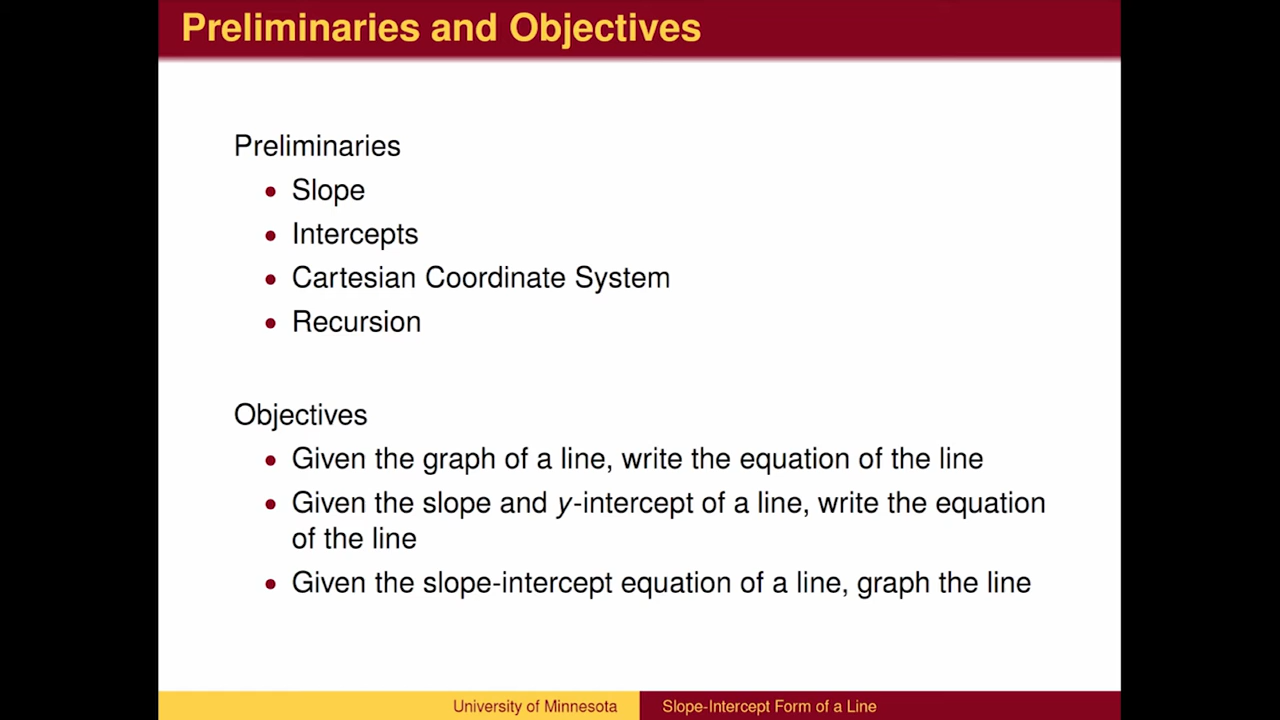 Preliminaries and Objectives
Preliminaries
• Slope
• Intercepts
• Cartesian Coordinate System
• Recursion
Objectives
• Given the graph of a line, write the equation of the line
• Given the slope and y-intercept of a line, write the equation
of the line
• Given the slope-intercept equation of a line, graph the line
University of Minnesota
Slope-Intercept Form of a Line